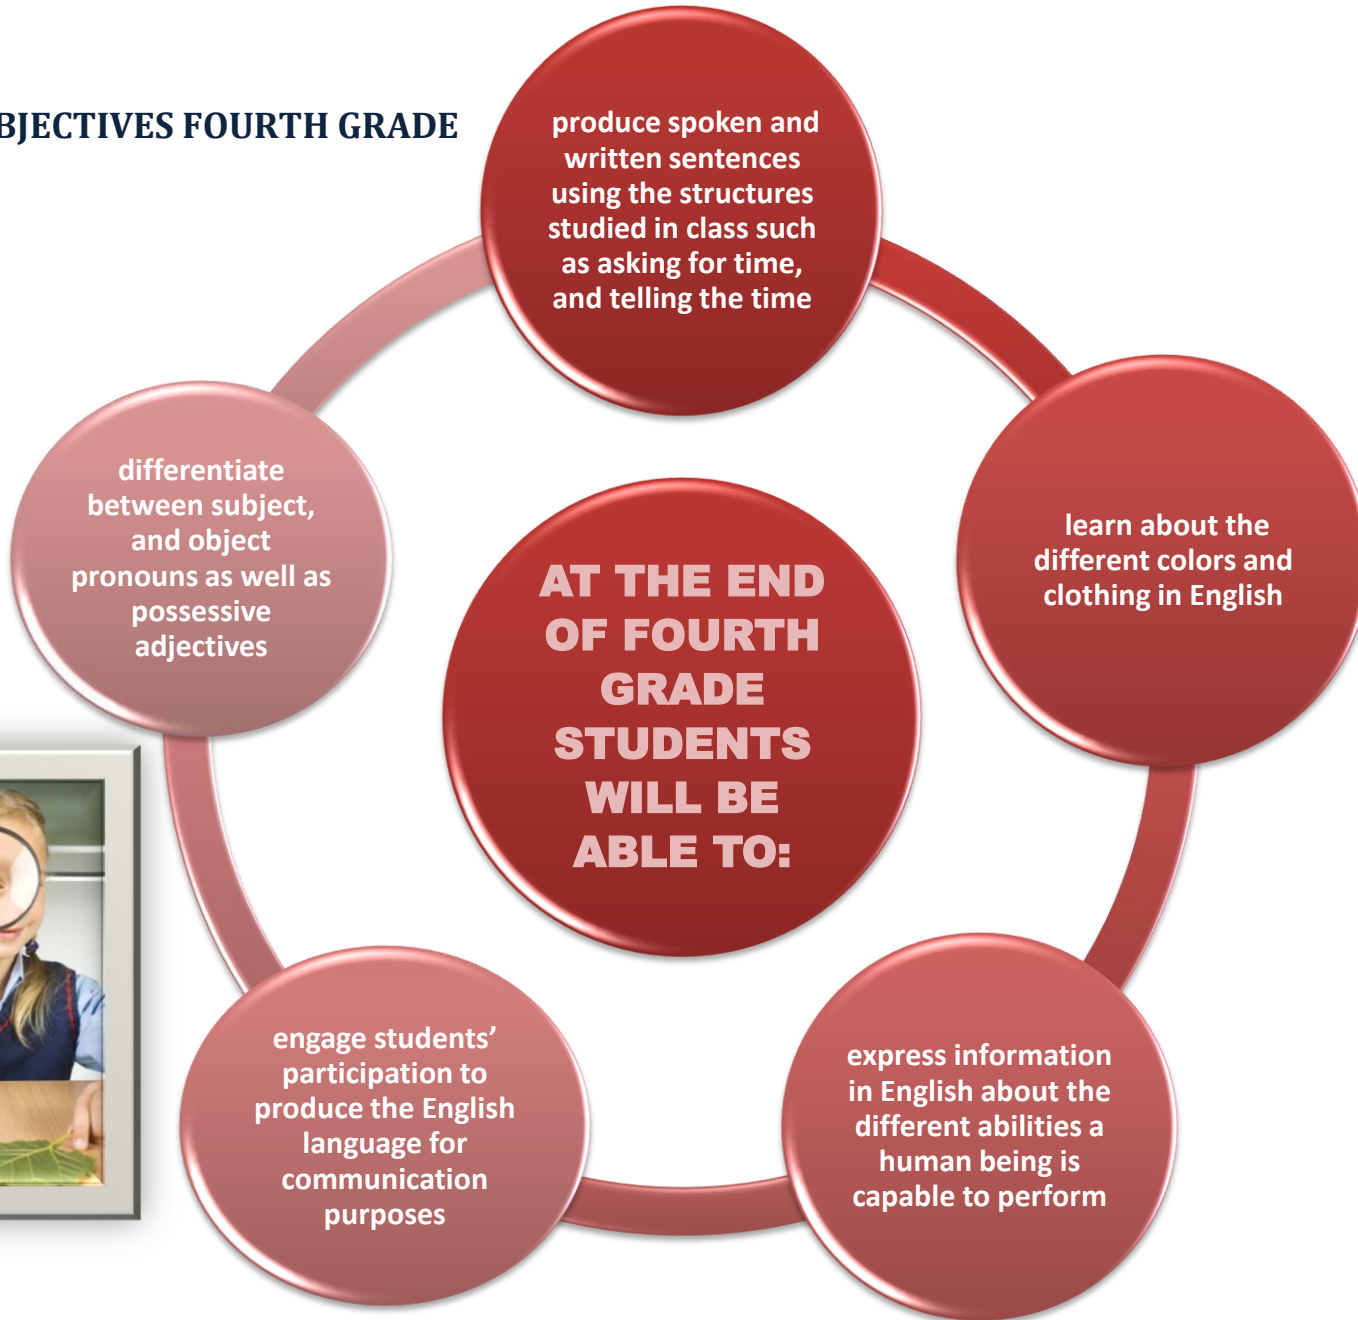 BJECTIVES FOURTH GRADE
produce spoken and
written sentences
using the structures
studied in class such
as asking for time,
and telling the time
learn about the
different colors and
clothing in English
express information
in English about the
different abilities a
human being is
capable to perform
engage students’
participation to
produce the English
language for
communication
purposes
differentiate
between subject,
and object
pronouns as well as
possessive
adjectives
AT THE END
OF FOURTH
GRADE
STUDENTS
WILL BE
ABLE TO: